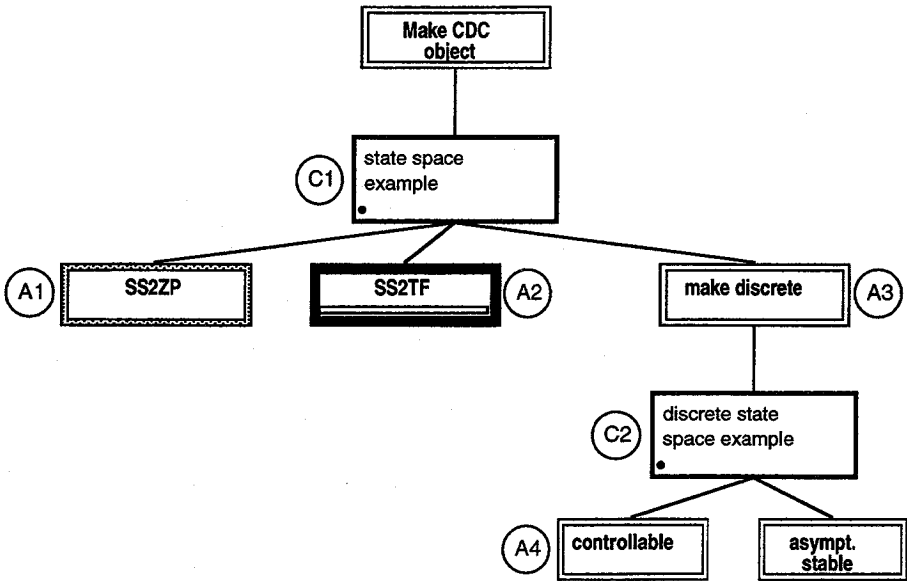 Make CDC
object
C1
state space
example
A1
SS2ZP
SS2TF
A2
make discrete
A3
C2
discrete state
space example
A4
controllable
asympt.
stable